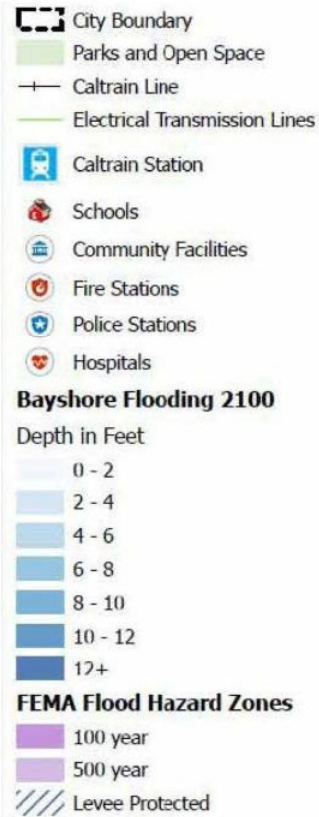 City Boundary
Parks and Open Space
Caltrain Line
Electrical Transmission Lines
Caltrain Station
Schools
Community Facilities
Fire Stations
Police Stations
Hospitals
Bayshore Flooding 2100
Depth in Feet
0 - 2
2 - 4
4 - 6
6 - 8
8 - 10
10 - 12
12+
FEMA Flood Hazard Zones
100 year
500 year
Levee Protected